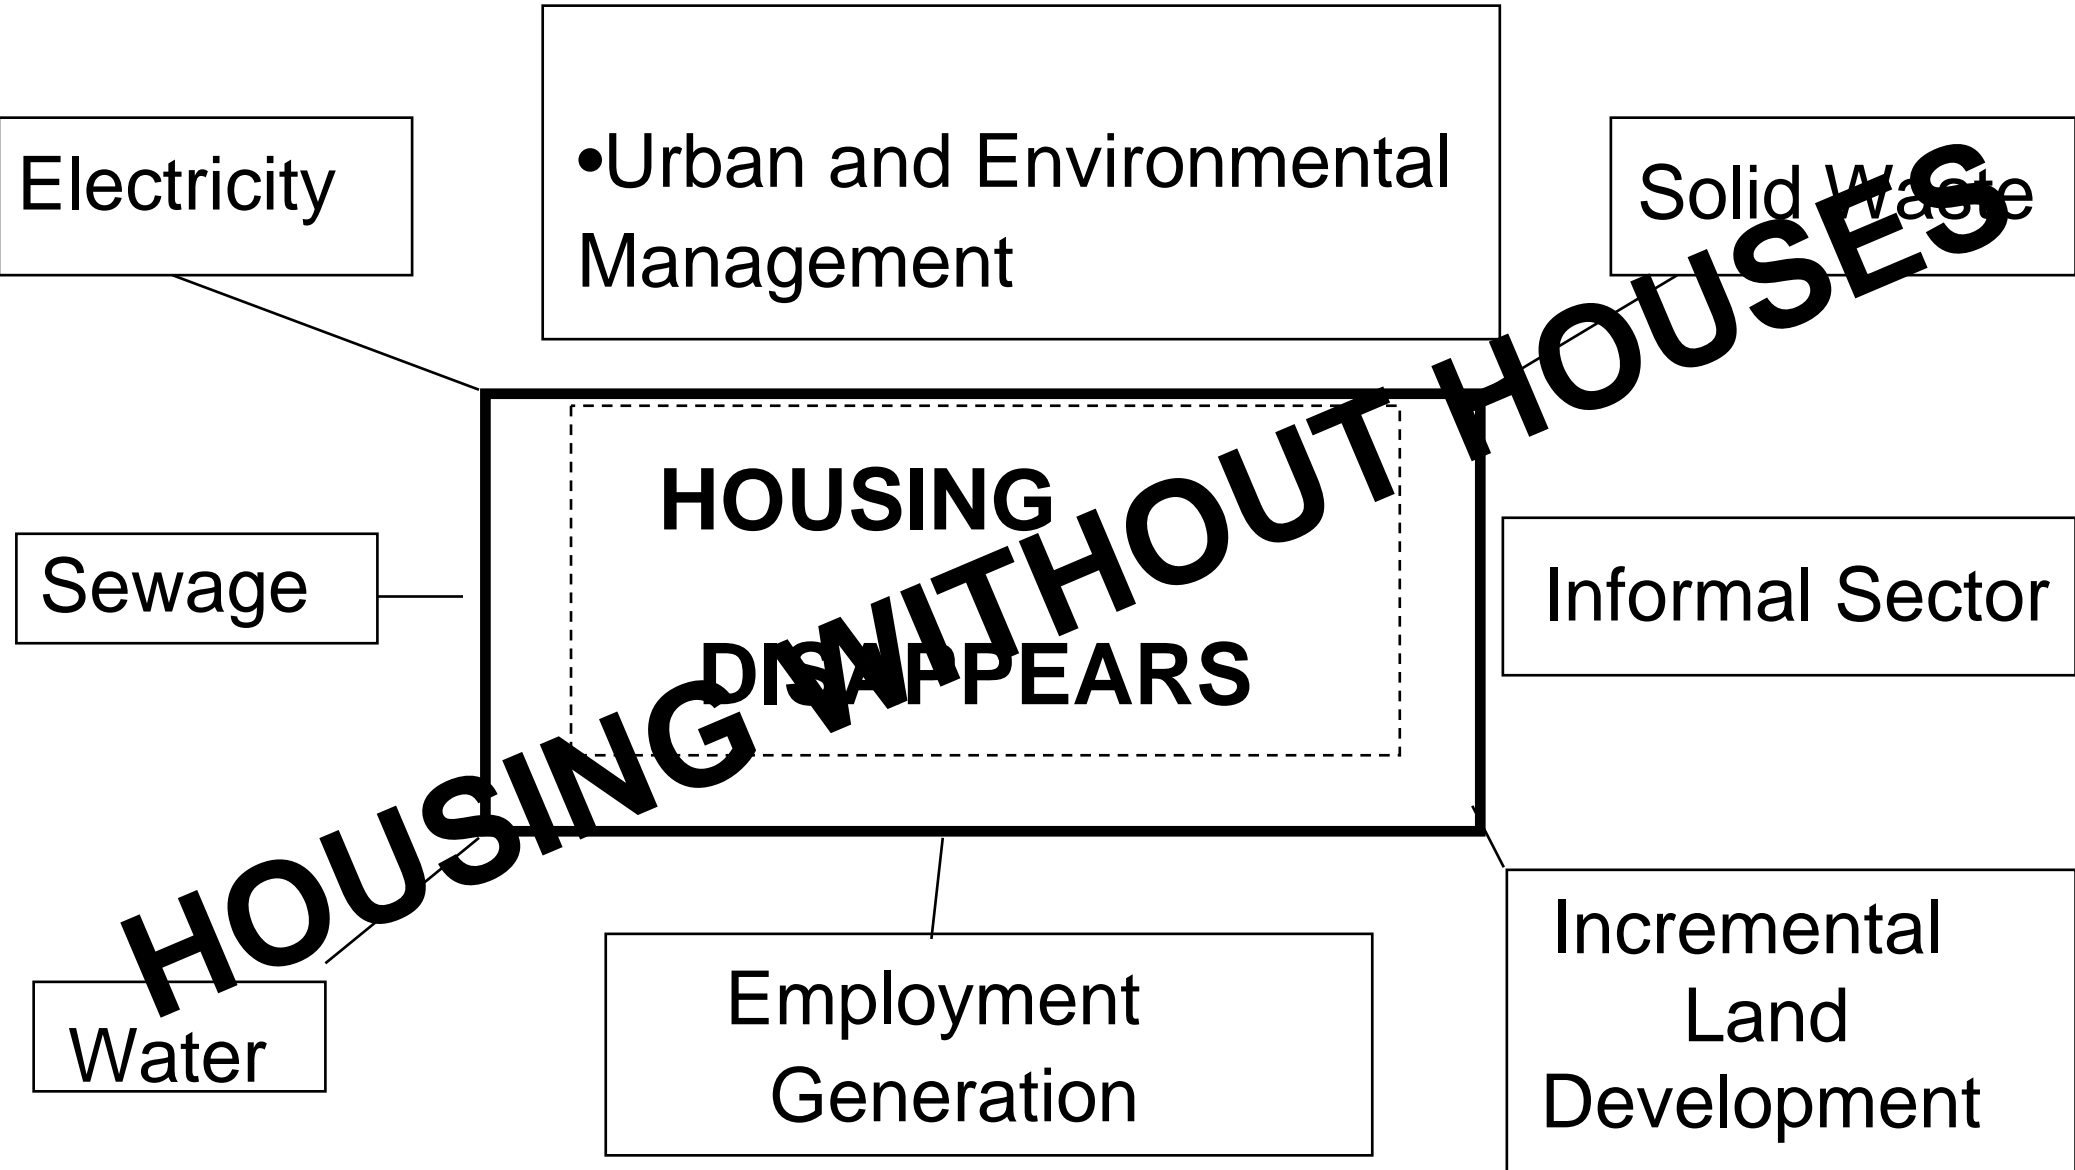 •Urban and Environmental
Management
Electricity
Solid Waste
HOUSING
DISAPPEARS
HOUSING WITHOUT HOUSES
Sewage
Informal Sector
Water
Employment
Generation
Incremental
Land
Development